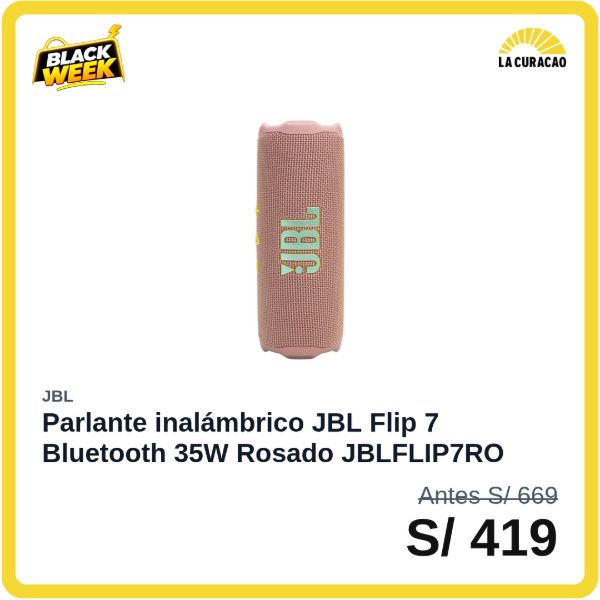 BLACK
WEEK
LA CURACAO
JBL
JBL
Parlante inalámbrico JBL Flip 7
Bluetooth 35W Rosado JBLFLIP7RO
Antes S/ 669
S/ 419